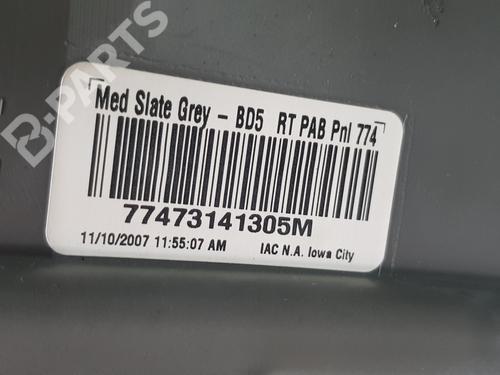 B-PARTS
Med Slate Grey - BD5 RT PAB Pnl 774
77473141305M
11/10/2007 11:55:07 AM IAC N.A. Iowa City
B-PARTS